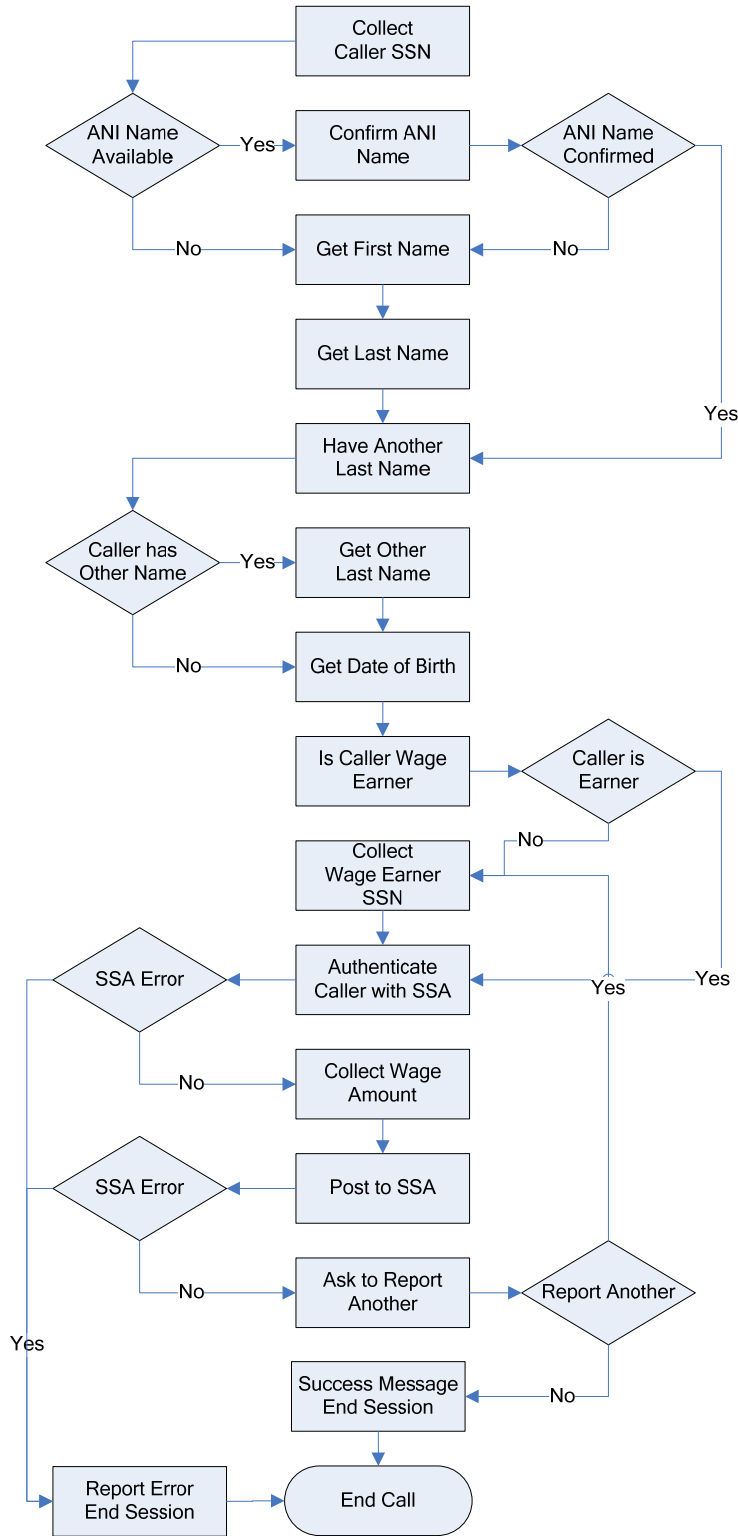 Collect
Caller SSN
ANI Name
Available
Yes
Confirm ANI
Name
ANI Name
Confirmed
No
Get First Name
No
Get Last Name
Yes
Have Another
Last Name
Caller has
Other Name
Yes
Get Other
Last Name
No
Get Date of Birth
Is Caller Wage
Earner
Caller is
Earner
No
Collect
Wage Earner
SSN
SSA Error
Authenticate
Caller with SSA
Yes
Yes
No
Collect Wage
Amount
SSA Error
Post to SSA
No
Ask to Report
Another
Report Another
Yes
Success Message
End Session
No
Report Error
End Session
End Call